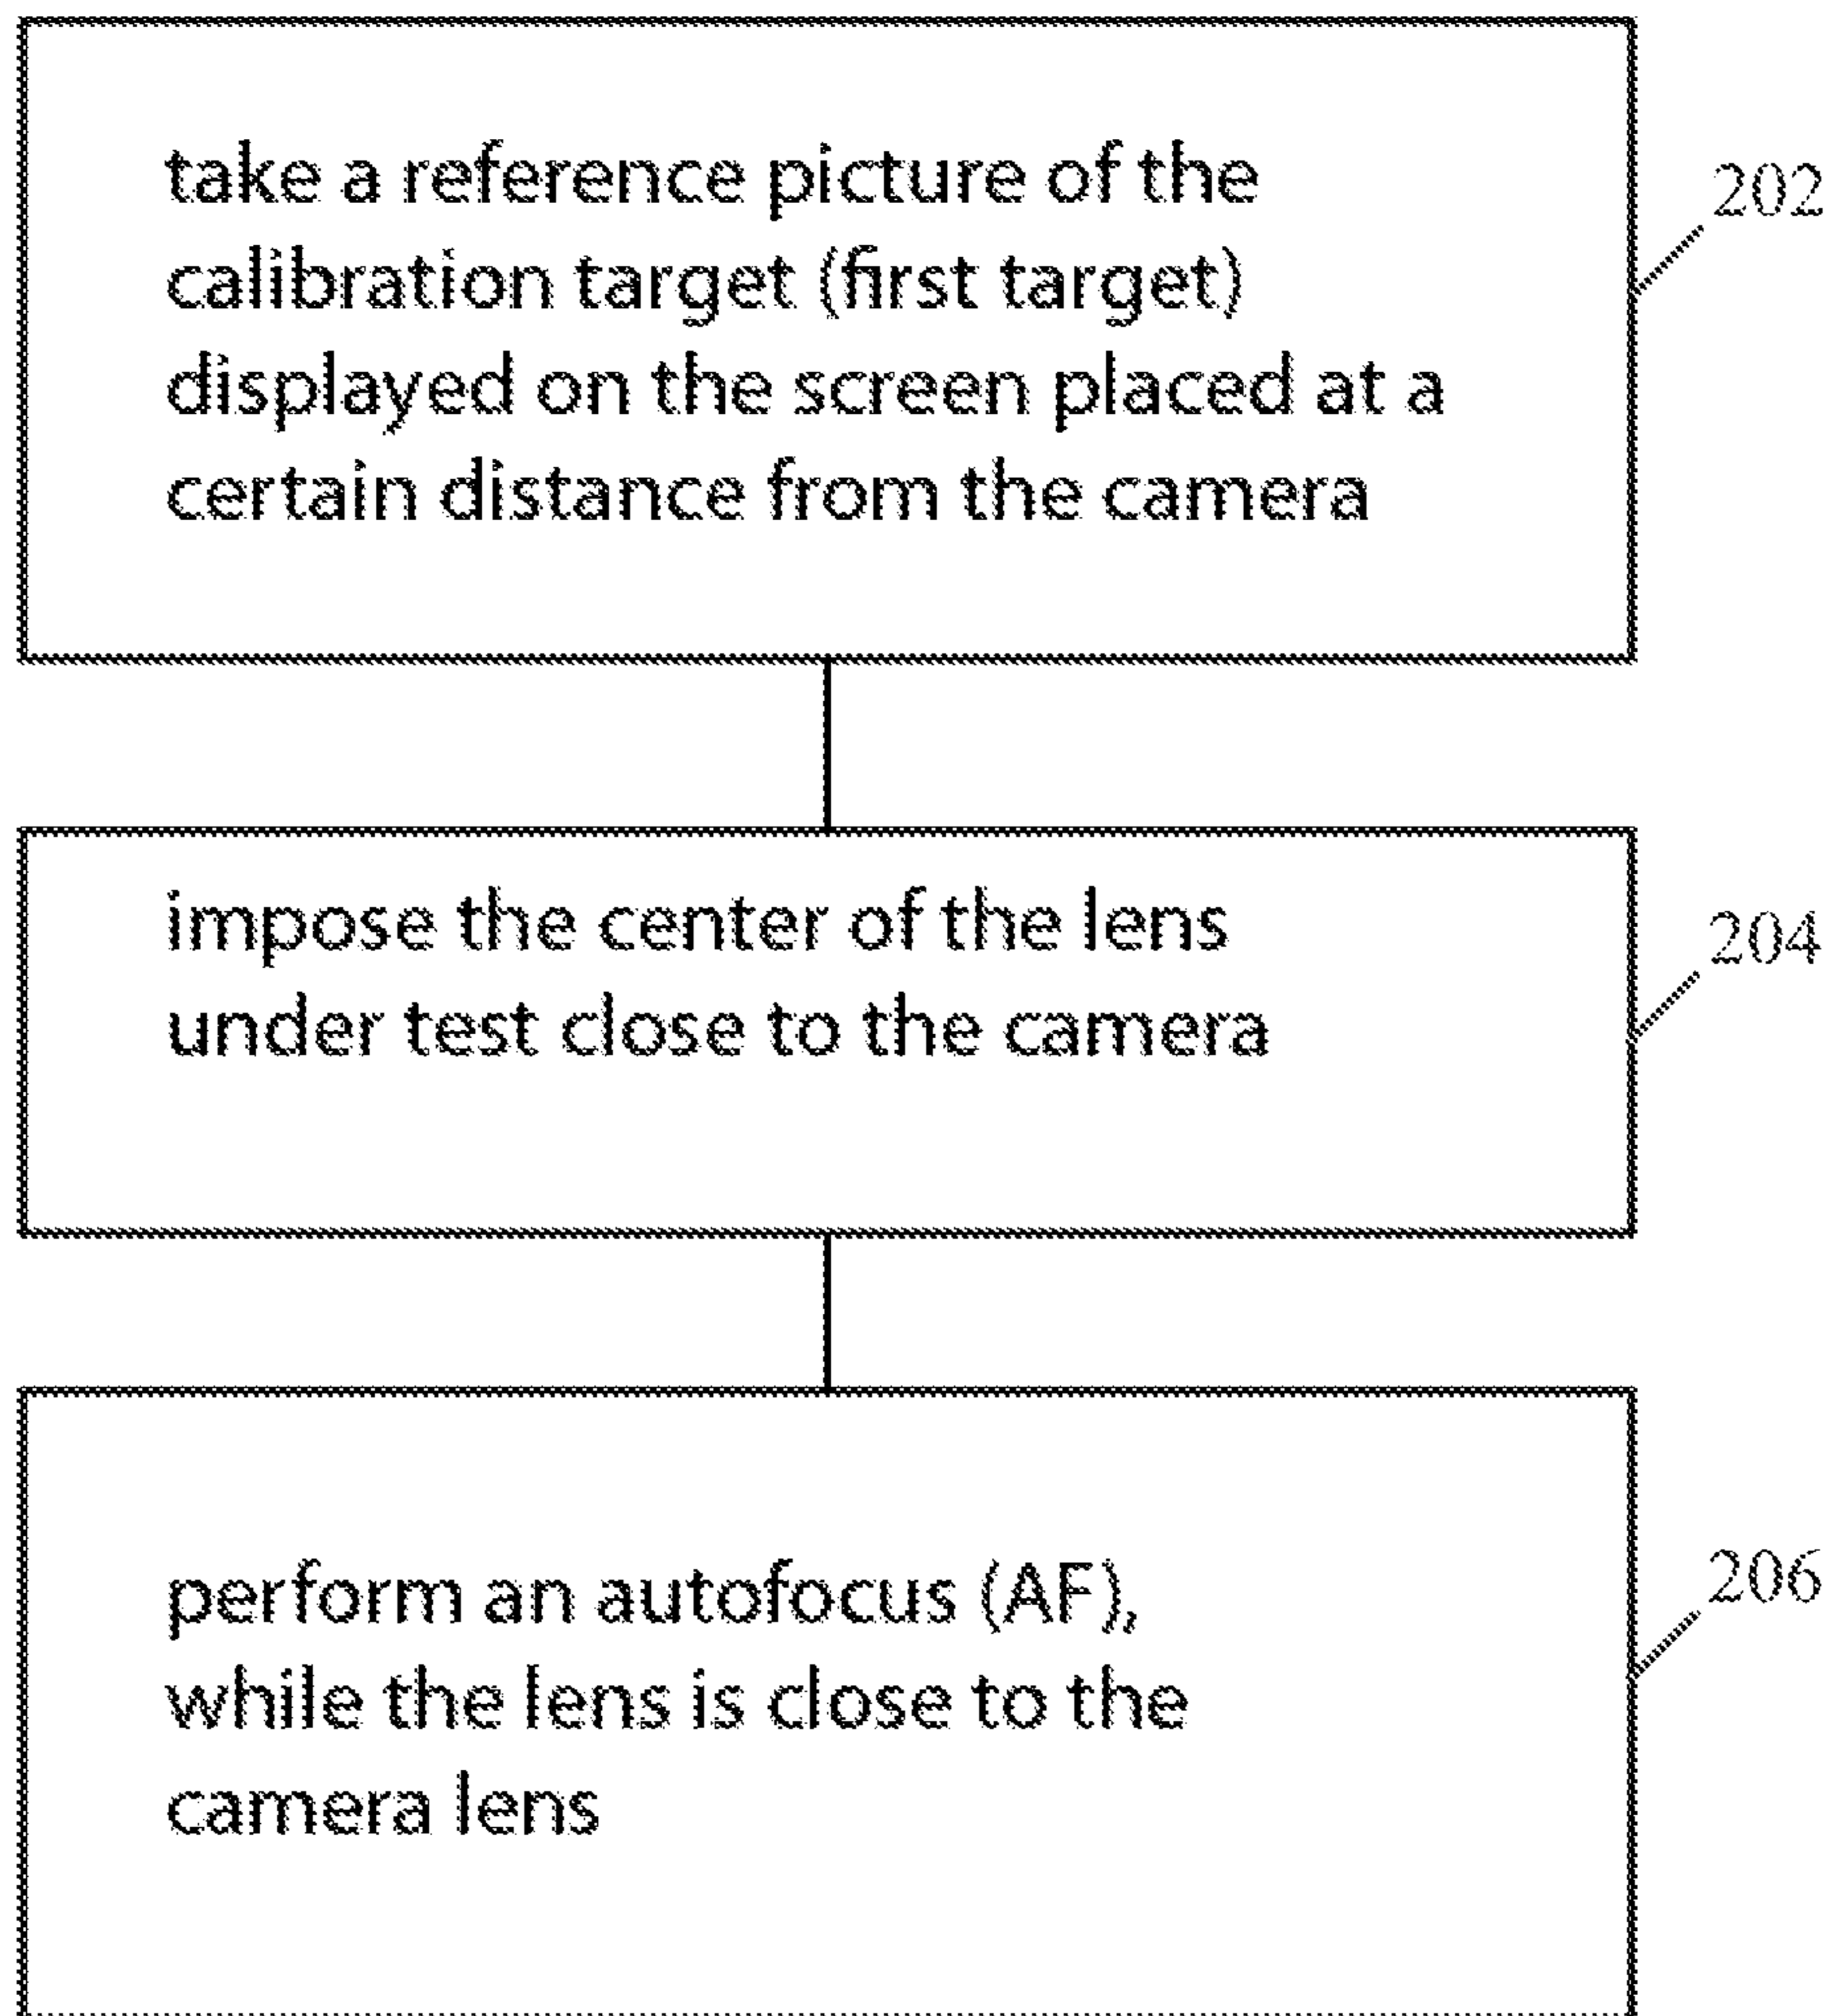 take a reference picture of the
calibration target (first target)
displayed on the screen placed at a
certain distance from the camera
202
impose the center of the lens
under test close to the camera
204
perform an autofocus (AF),
while the lens is close to the
camera lens
206